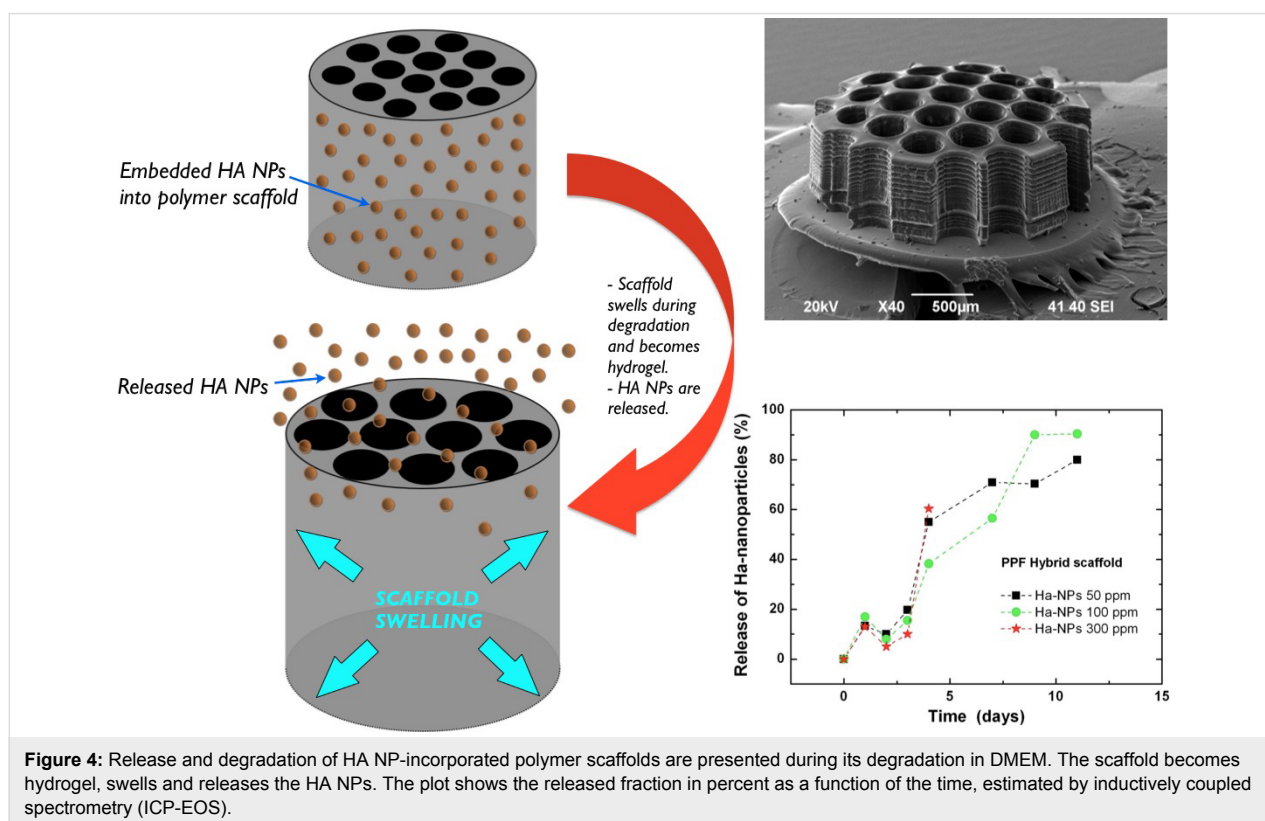 Embedded HA NPs
into polymer scaffold
Released HA NPs
- Scaffold
swells during
degradation
and becomes
hydrogel.
- HA NPs are
released.
SCAFFOLD
SWELLING
20kV X40 500µm 41 40 SEI
Release of Ha-nanoparticles (%)
100
80
60
40
20
0
PPF Hybrid scaffold
Ha-NPs 50 ppm
Ha-NPs 100 ppm
Ha-NPs 300 ppm
0 5 10 15
Time (days)
Figure 4: Release and degradation of HA NP-incorporated polymer scaffolds are presented during its degradation in DMEM. The scaffold becomes
hydrogel, swells and releases the HA NPs. The plot shows the released fraction in percent as a function of the time, estimated by inductively coupled
spectrometry (ICP-EOS).